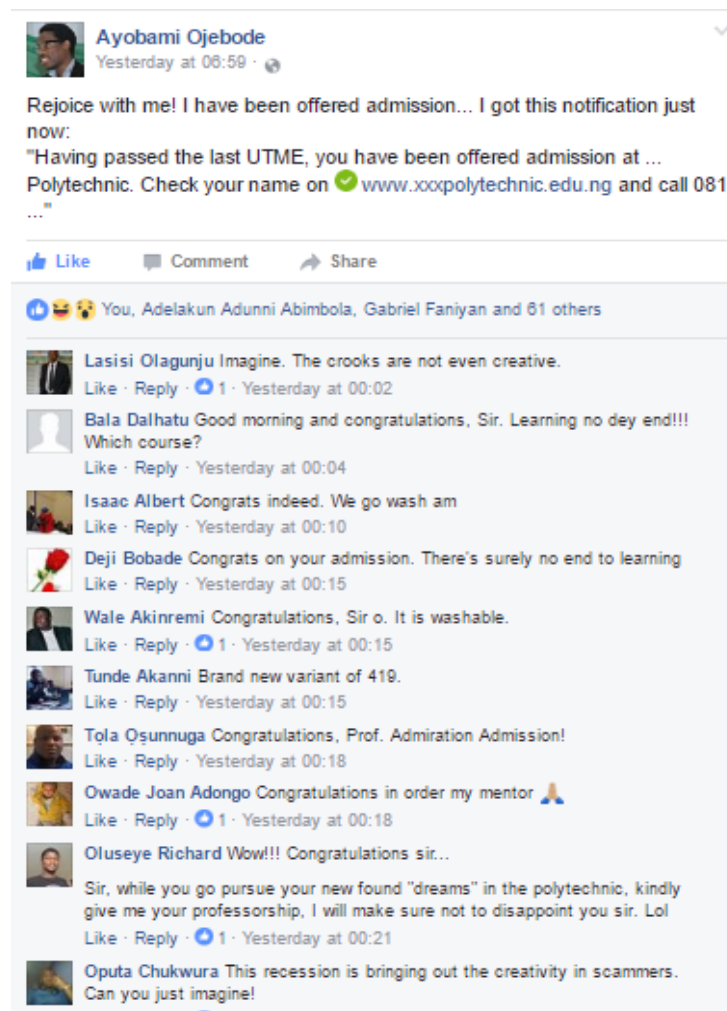 Ayobami Ojebode
Yesterday at 06:59 ·
Rejoice with me! I have been offered admission... I got this notification just
now:
"Having passed the last UTME, you have been offered admission at ...
Polytechnic. Check your name on www.xxxpolytechnic.edu.ng and call 081
..."
Like Comment Share
You, Adelakun Adunni Abimbola, Gabriel Faniyan and 61 others
Lasisi Olagunju Imagine. The crooks are not even creative.
Like · Reply · 1 · Yesterday at 00:02
Bala Dalhatu Good morning and congratulations, Sir. Learning no dey end!!!
Which course?
Like · Reply · Yesterday at 00:04
Isaac Albert Congrats indeed. We go wash am
Like · Reply · Yesterday at 00:10
Deji Bobade Congrats on your admission. There's surely no end to learning
Like · Reply · Yesterday at 00:15
Wale Akinremi Congratulations, Sir o. It is washable.
Like · Reply · 1 · Yesterday at 00:15
Tunde Akanni Brand new variant of 419.
Like · Reply · Yesterday at 00:15
Tọla Ọṣunnuga Congratulations, Prof. Admiration Admission!
Like · Reply · Yesterday at 00:18
Owade Joan Adongo Congratulations in order my mentor 🙏🏽
Like · Reply · 1 · Yesterday at 00:18
Oluseye Richard Wow!!! Congratulations sir...
Sir, while you go pursue your new found "dreams" in the polytechnic, kindly
give me your professorship, I will make sure not to disappoint you sir. Lol
Like · Reply · 1 · Yesterday at 00:21
Oputa Chukwura This recession is bringing out the creativity in scammers.
Can you just imagine!